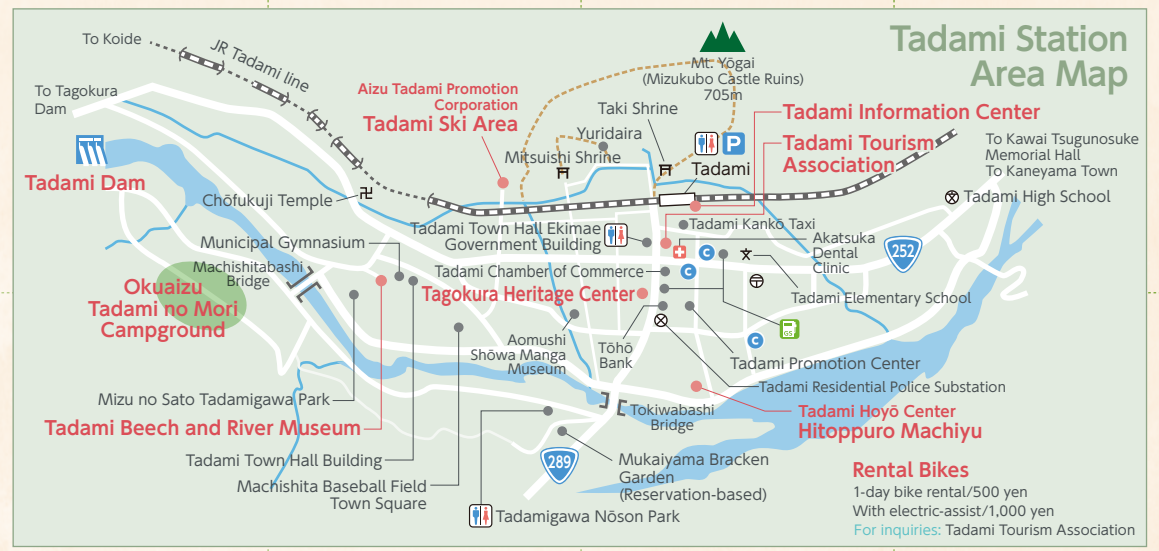 Tadami Station
Area Map
To Koide
JR Tadami line
To Tagokura
Dam
Aizu Tadami Promotion
Corporation
Tadami Ski Area
Mt. Yōgai
(Mizukubo Castle Ruins)
705m
Taki Shrine
Yuridaira
Mitsuishi Shrine
Tadami Information Center
Tadami Tourism
Association
P
Tadami
To Kawai Tsugunosuke
Memorial Hall
To Kaneyama Town
Tadami High School
Tadami Dam
Chōfukuji Temple
卍
Tadami Town Hall Ekimae
Government Building
Tadami Kankō Taxi
Akatsuka
Dental
Clinic
252
Municipal Gymnasium
Machishitabashi
Bridge
Tadami Chamber of Commerce
C
C
文
Tadami Elementary School
Okuaizu
Tadami no Mori
Campground
Tagokura Heritage Center
GS
C
Aomushi
Shōwa Manga
Museum
Tōhō
Bank
Tadami Promotion Center
Tadami Residential Police Substation
Mizu no Sato Tadamigawa Park
Tadami Beech and River Museum
Tokiwabashi
Bridge
Tadami Hoyō Center
Hitoppuro Machiyu
Tadami Town Hall Building
289
Mukaiyama Bracken
Garden
(Reservation-based)
Machishita Baseball Field
Town Square
Tadamigawa Nōson Park
Rental Bikes
1-day bike rental/500 yen
With electric-assist/1,000 yen
For inquiries: Tadami Tourism Association